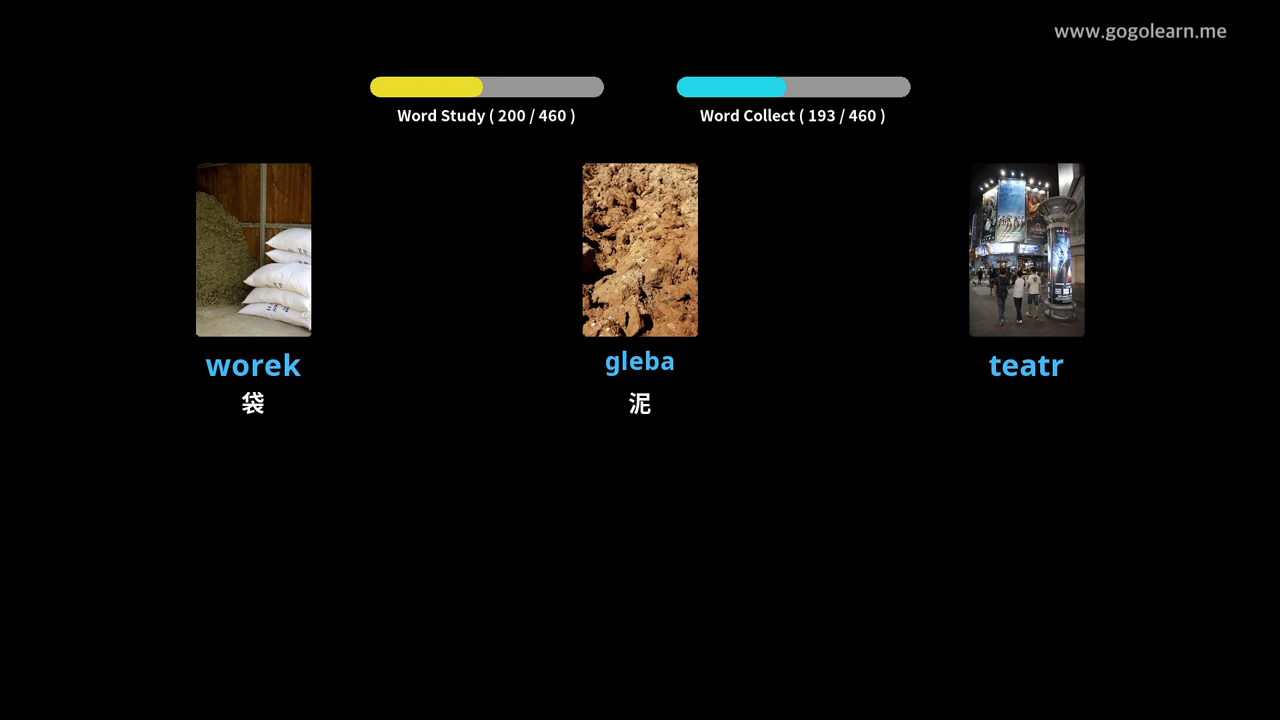 www.gogolearn.me
Word Study ( 200 / 460 )
Word Collect ( 193 / 460 )
worek
gleba
teatr
袋
泥